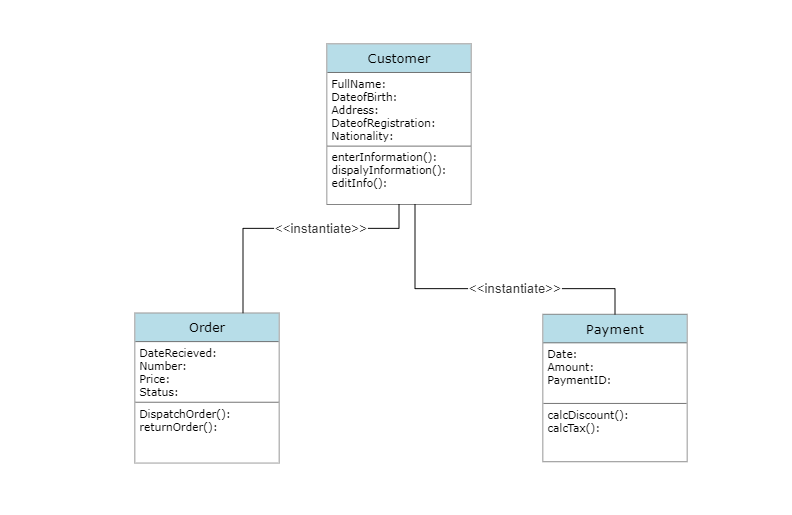 Customer
FullName:
DateofBirth:
Address:
DateofRegistration:
Nationality:
enterInformation():
dispalyInformation():
editInfo():
<<instantiate>>
<<instantiate>>
Order
DateRecieved:
Number:
Price:
Status:
DispatchOrder():
returnOrder():
Payment
Date:
Amount:
PaymentID:
calcDiscount():
calcTax():